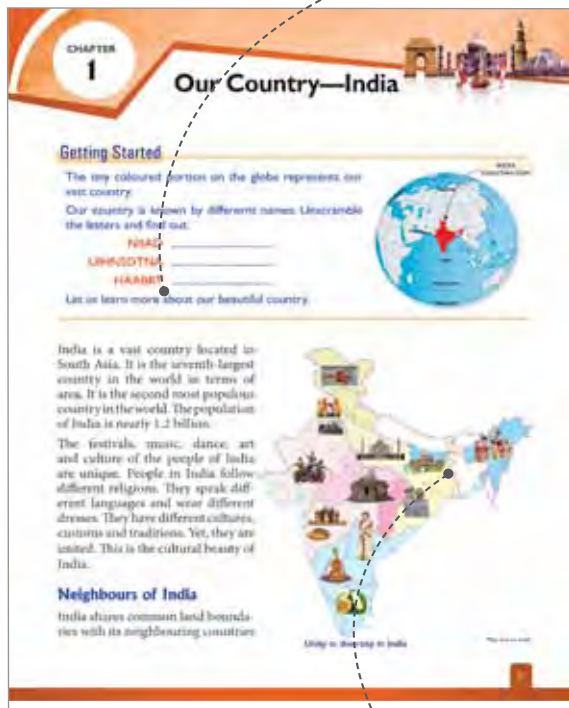 CHAPTER
1
Our Country—India
Getting Started
The tiny coloured portion on the globe represents our
vast country.
Our country is known by different names. Unscramble
the letters and find out.
Let us learn more about our beautiful country.
India is a vast country located in
South Asia. It is the seventh-largest
country in the world in terms of
area. It is the second most populous
country in the world. The population
of India is nearly 1.2 billion.
The festivals, music, dance, art
and culture of the people of India
are unique. People in India follow
different religions. They speak diff-
erent languages and wear different
dresses. They have different cultures,
customs and traditions. Yet, they are
united. This is the cultural beauty of
India.
Neighbours of India
India shares common land bounda-
ries with its neighbouring countries
Unity in diversity in India